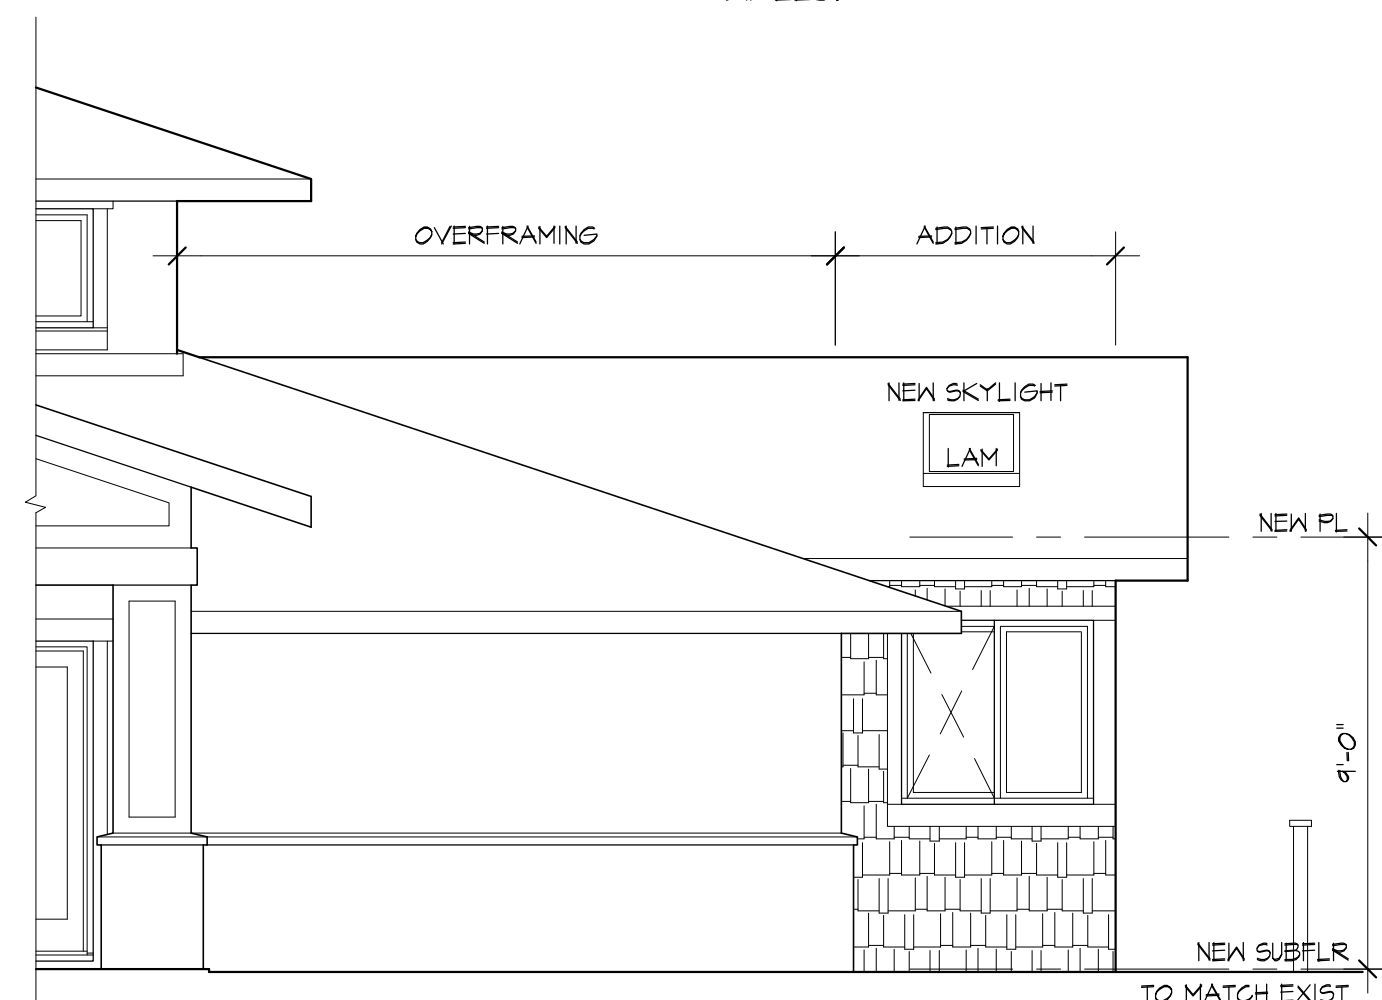 OVERFRAMING
ADDITION
NEW SKYLIGHT
LAM
NEW PL
9'-0"
NEW SUBFLR
TO MATCH EXIST